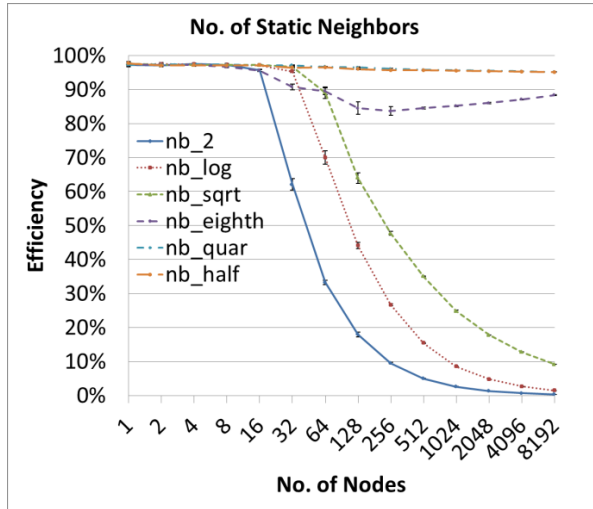 No. of Static Neighbors
100%
90%
80%
70%
60%
50%
40%
30%
20%
10%
0%
Efficiency
nb_2
nb_log
nb_sqrt
nb_eighth
nb_quar
nb_half
1 2 4 8 16 32 64 128 256 512 1024 2048 4096 8192
No. of Nodes